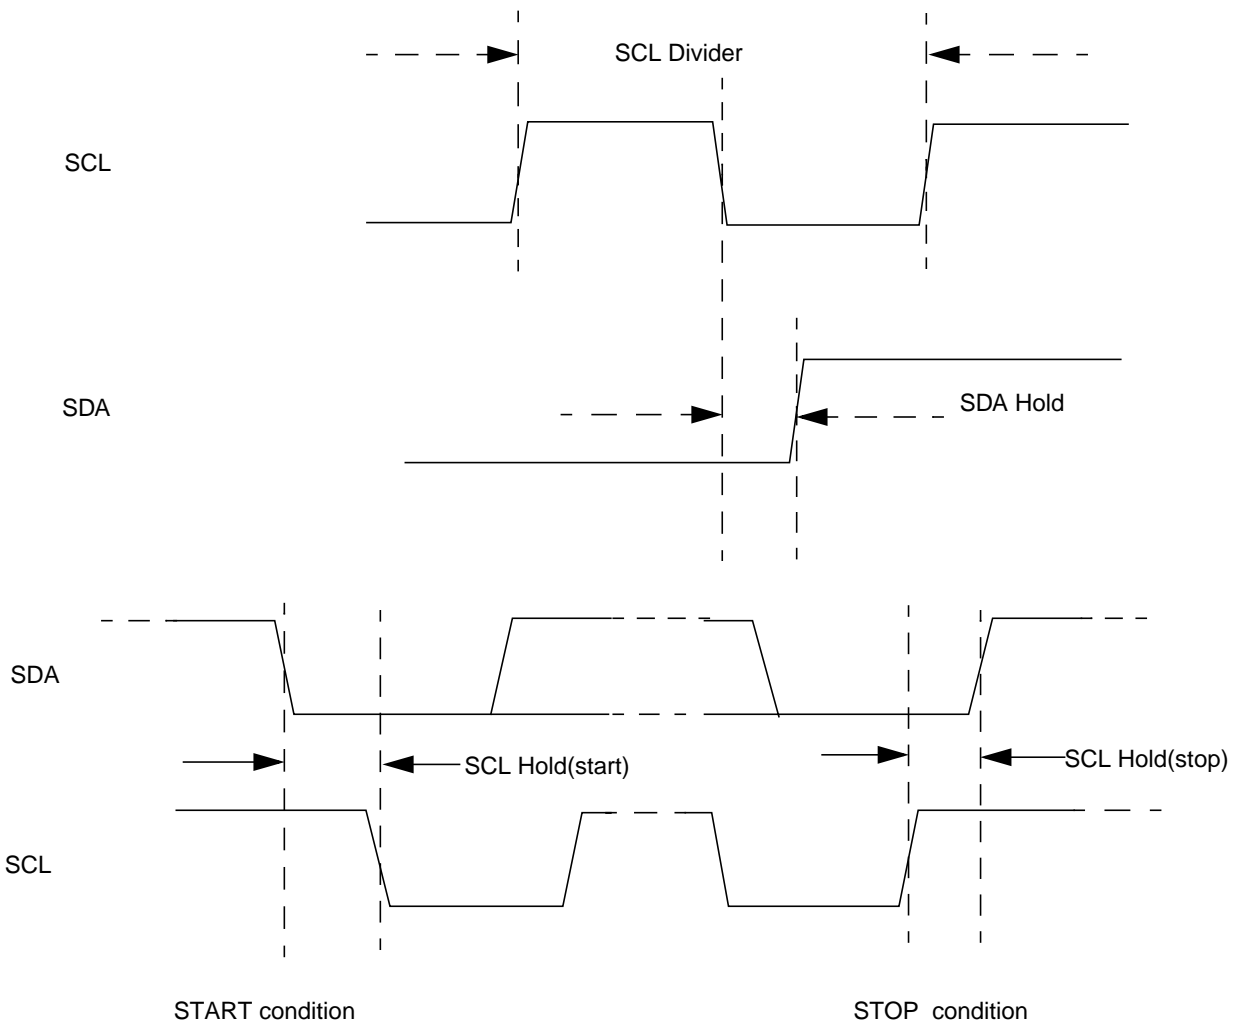 SCL Divider
SCL
SDA
SDA Hold
SDA
SCL Hold(start)
SCL Hold(stop)
SCL
START condition
STOP condition